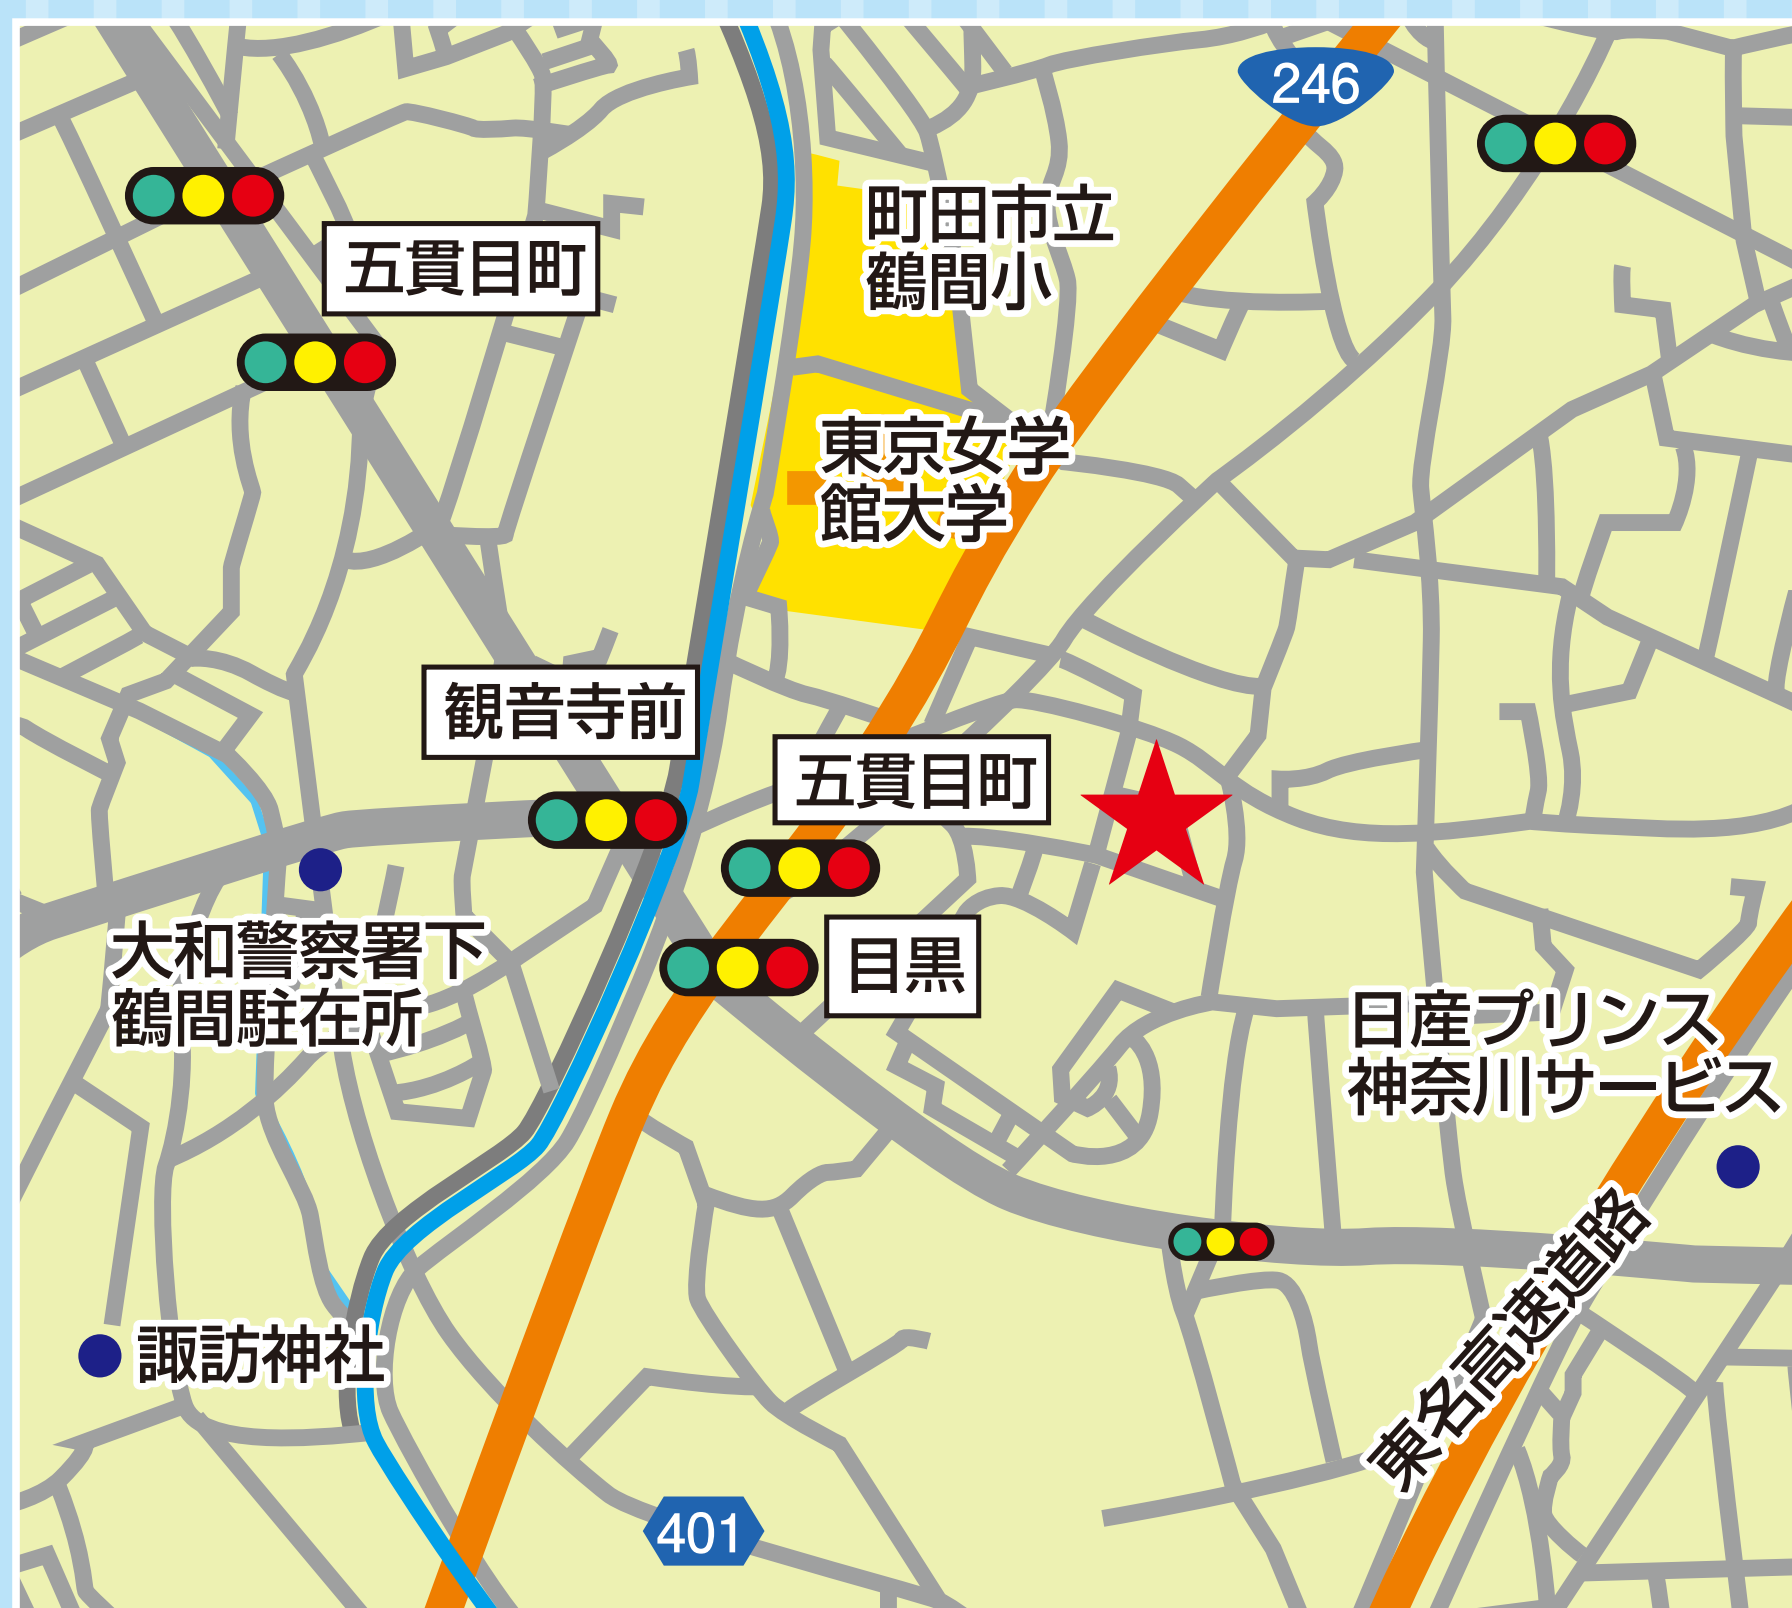 246
町田市立
鶴間小
五貫目町
東京女学
館大学
観音寺前
五貫目町
目黒
大和警察署下
鶴間駐在所
日産プリンス
神奈川サービス
東名高速道路
諏訪神社
401